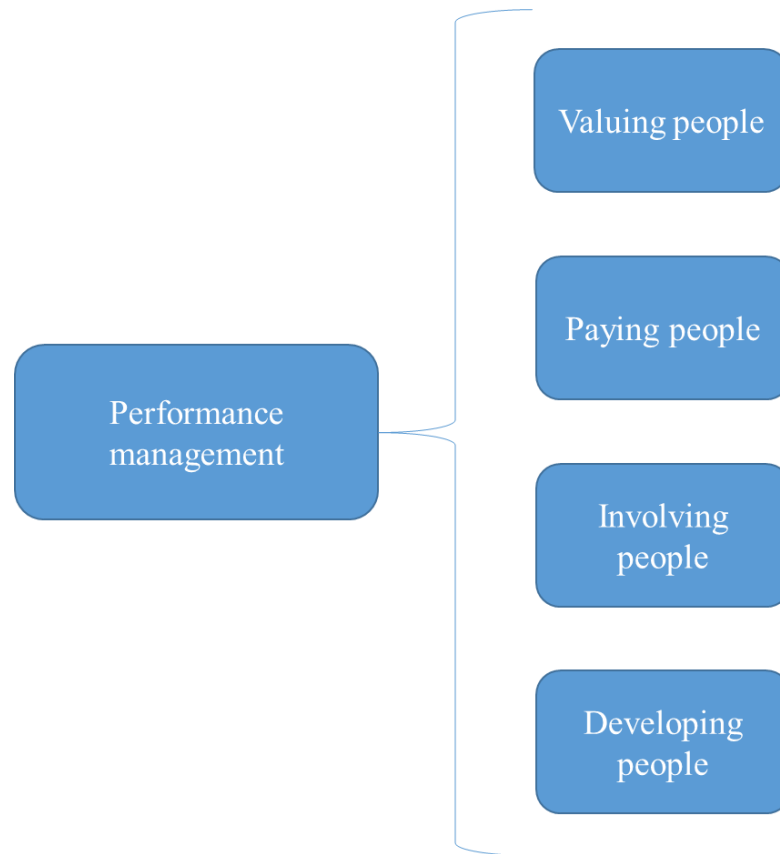 Valuing people
Paying people
Performance
management
Involving
people
Developing
people